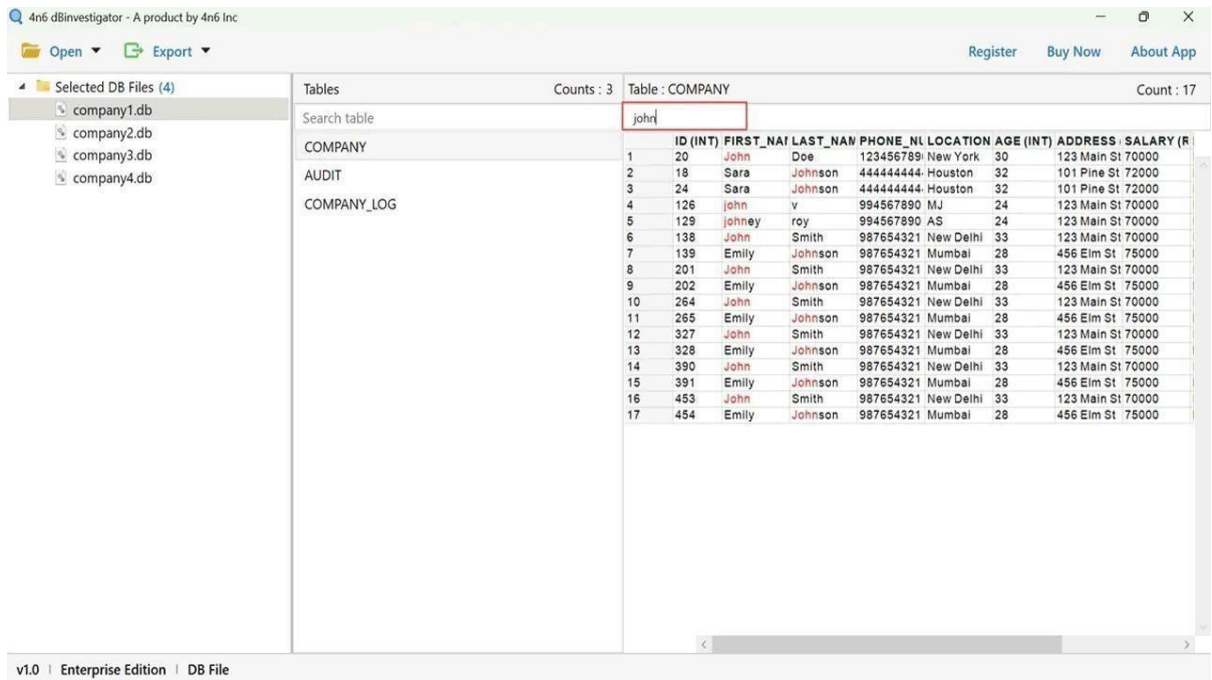 4n6 dBinvestigator - A product by 4n6 Inc
Open Export Register Buy Now About App
Selected DB Files (4)
company1.db
company2.db
company3.db
company4.db
Tables Counts : 3
Search table
COMPANY
AUDIT
COMPANY_LOG
Table : COMPANY Count : 17
john
ID (INT) FIRST_NA LAST_NA PHONE_NU LOCATION AGE (INT) ADDRESS SALARY (R
1 20 John Doe 123456789 New York 30 123 Main St 70000
2 18 Sara Johnson 444444444 Houston 32 101 Pine St 72000
3 24 Sara Johnson 444444444 Houston 32 101 Pine St 72000
4 126 john v 994567890 MJ 24 123 Main St 70000
5 129 johney roy 994567890 AS 24 123 Main St 70000
6 138 John Smith 987654321 New Delhi 33 123 Main St 70000
7 139 Emily Johnson 987654321 Mumbai 28 456 Elm St 75000
8 201 John Smith 987654321 New Delhi 33 123 Main St 70000
9 202 Emily Johnson 987654321 Mumbai 28 456 Elm St 75000
10 264 John Smith 987654321 New Delhi 33 123 Main St 70000
11 265 Emily Johnson 987654321 Mumbai 28 456 Elm St 75000
12 327 John Smith 987654321 New Delhi 33 123 Main St 70000
13 328 Emily Johnson 987654321 Mumbai 28 456 Elm St 75000
14 390 John Smith 987654321 New Delhi 33 123 Main St 70000
15 391 Emily Johnson 987654321 Mumbai 28 456 Elm St 75000
16 453 John Smith 987654321 New Delhi 33 123 Main St 70000
17 454 Emily Johnson 987654321 Mumbai 28 456 Elm St 75000
v1.0 | Enterprise Edition | DB File